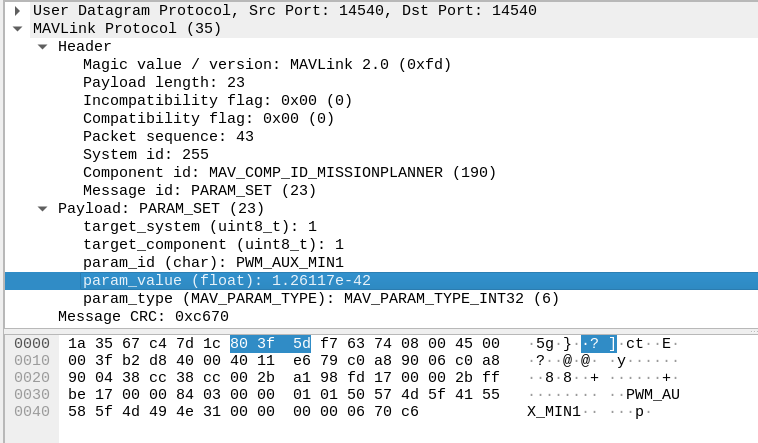 User Datagram Protocol, Src Port: 14540, Dst Port: 14540
MAVLink Protocol (35)
Header
Magic value / version: MAVLink 2.0 (0xfd)
Payload length: 23
Incompatibility flag: 0x00 (0)
Compatibility flag: 0x00 (0)
Packet sequence: 43
System id: 255
Component id: MAV_COMP_ID_MISSIONPLANNER (190)
Message id: PARAM_SET (23)
Payload: PARAM_SET (23)
target_system (uint8_t): 1
target_component (uint8_t): 1
param_id (char): PWM_AUX_MIN1
param_value (float): 1.26117e-42
param_type (MAV_PARAM_TYPE): MAV_PARAM_TYPE_INT32 (6)
Message CRC: 0xc670
0000 1a 35 67 c4 7d 1c 80 3f 5d f7 63 74 08 00 45 00 ·5g·}··? ]·ct··E·
0010 00 3f b2 d8 40 00 40 11 e6 79 c0 a8 90 06 c0 a8 ·?··@·@· ·y······
0020 90 04 38 cc 38 cc 00 2b a1 98 fd 17 00 00 2b ff ··8·8··+ ······+·
0030 be 17 00 00 84 03 00 00 01 01 50 57 4d 5f 41 55 ········ ··PWM_AU
0040 58 5f 4d 49 4e 31 00 00 00 00 06 70 c6 X_MIN1·· ···p·